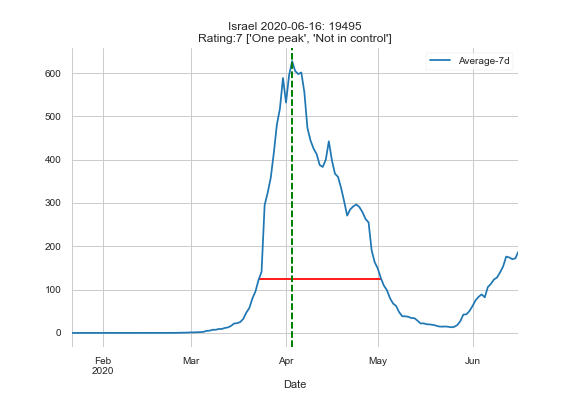 Israel 2020-06-16: 19495
Rating:7 ['One peak', 'Not in control']
Average-7d
600
500
400
300
200
100
0
Feb
2020
Mar
Apr
May
Jun
Date